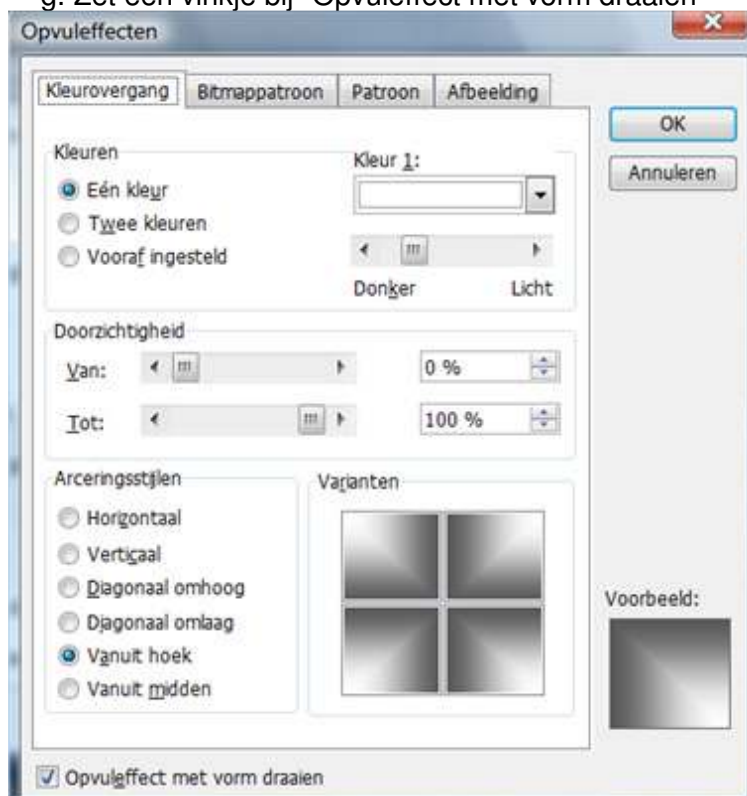 g. Zet een vinkje bij "Opvuleffect met vorm draaien"
Opvuleffecten
Kleurovergang Bitmappatroon Patroon Afbeelding
OK
Annuleren
Kleuren
Kleur 1:
Eén kleur
Twee kleuren
Vooraf ingesteld
Donker Licht
Doorzichtigheid
Van: 0 %
Tot: 100 %
Arceringsstijlen
Varianten
Horizontaal
Verticaal
Diagonaal omhoog
Diagonaal omlaag
Vanuit hoek
Vanuit midden
Voorbeeld:
Opvuleffect met vorm draaien